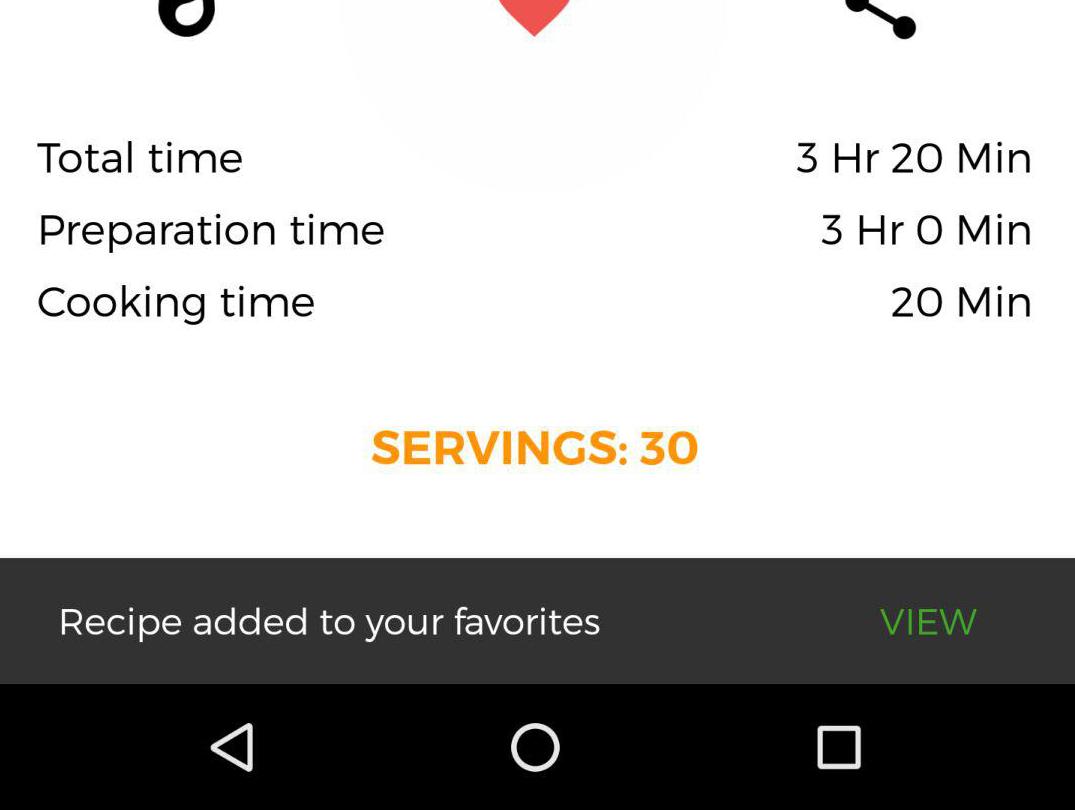 Total time 3 Hr 20 Min
Preparation time 3 Hr 0 Min
Cooking time 20 Min
SERVINGS: 30
Recipe added to your favorites VIEW